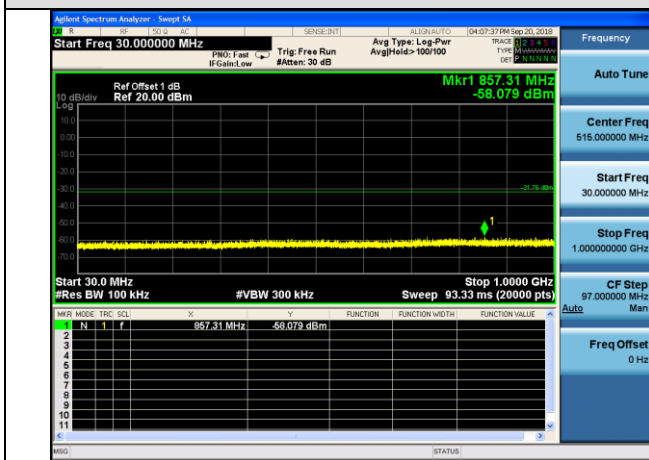 Agilent Spectrum Analyzer - Swept SA
R RF 50 Ω AC SENSE:INT ALIGNAUTO 04:07:37 PM Sep 20, 2018
Start Freq 30.000000 MHz
PNO: Fast
IFGain:Low
Trig: Free Run
#Atten: 30 dB
Avg Type: Log-Pwr
Avg|Hold:>100/100
TRACE 1 2 3 4 5 6
TYPE M
DET P N N N N N
Ref Offset 1 dB
10 dB/div Ref 20.00 dBm
Log
Mkr1 857.31 MHz
-58.079 dBm
10.0
0.00
-10.0
-20.0
-30.0
-40.0
-50.0
-60.0
-70.0
-31.76 dBm
1
Start 30.0 MHz Stop 1.0000 GHz
#Res BW 100 kHz #VBW 300 kHz Sweep 93.33 ms (20000 pts)
MKR MODE TRC SCL X Y FUNCTION FUNCTION WIDTH FUNCTION VALUE
1 N 1 f 857.31 MHz -58.079 dBm
2
3
4
5
6
7
8
9
10
11
MSG STATUS
Frequency
Auto Tune
Center Freq
515.000000 MHz
Start Freq
30.000000 MHz
Stop Freq
1.000000000 GHz
CF Step
97.000000 MHz
Auto Man
Freq Offset
0 Hz